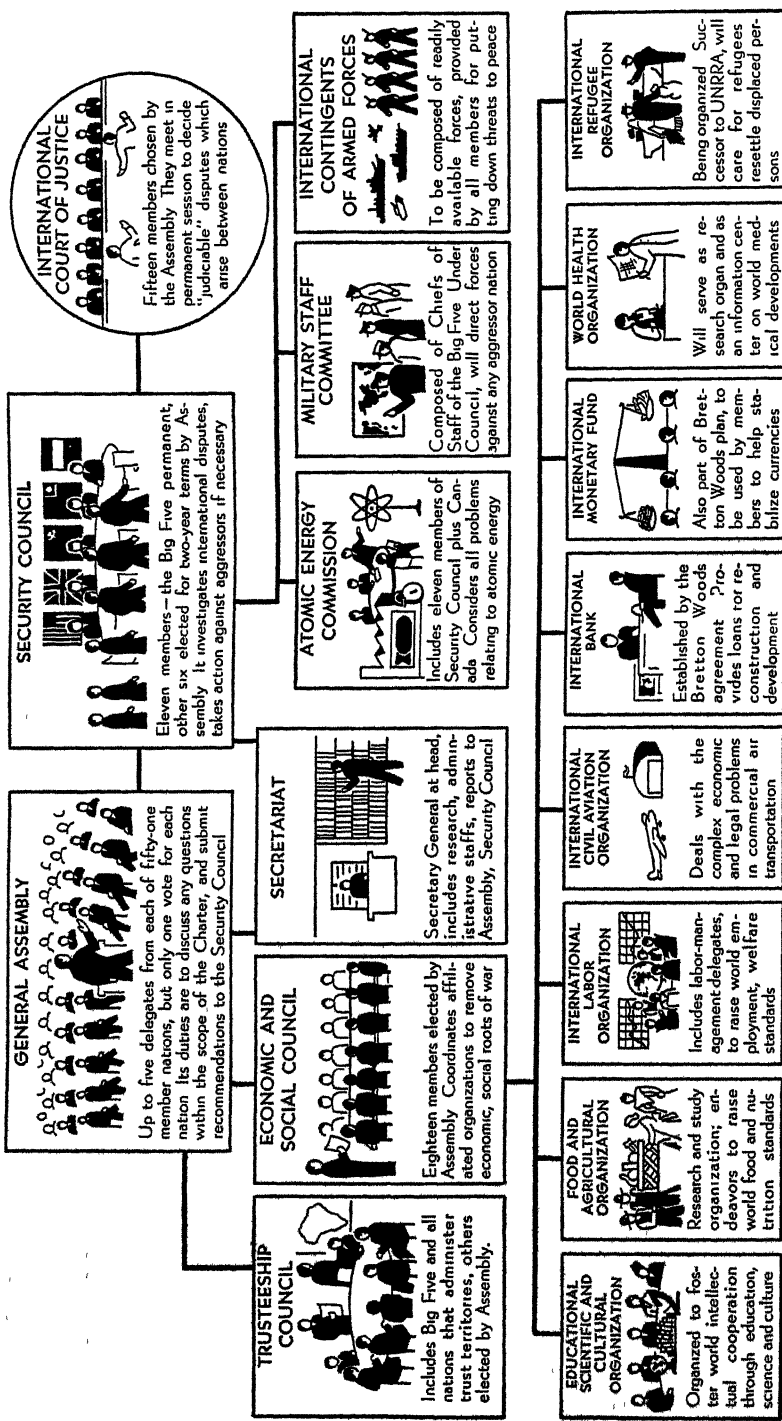 GENERAL ASSEMBLY
Up to five delegates from each of fifty-one
member nations, but only one vote for each
nation Its duties are to discuss any questions
within the scope of the Charter, and submit
recommendations to the Security Council
SECURITY COUNCIL
Eleven members—the Big Five permanent,
other six elected for two-year terms by As-
sembly It investigates international disputes,
takes action against aggressors if necessary
INTERNATIONAL
COURT OF JUSTICE
Fifteen members chosen by
the Assembly They meet in
permanent session to decide
"judiciable" disputes which
arise between nations
TRUSTEESHIP
COUNCIL
Includes Big Five and all
nations that administer
trust territories, others
elected by Assembly.
ECONOMIC AND
SOCIAL COUNCIL
Eighteen members elected by
Assembly Coordinates affili-
ated organizations to remove
economic, social roots of war
SECRETARIAT
Secretary General at head,
includes research, admin-
istrative staffs, reports to
Assembly, Security Council
ATOMIC ENERGY
COMMISSION
Includes eleven members of
Security Council plus Can-
ada Considers all problems
relating to atomic energy
MILITARY STAFF
COMMITTEE
Composed of Chiefs of
Staff of the Big Five Under
Council, will direct forces
against any aggressor nation
INTERNATIONAL
CONTINGENTS
OF ARMED FORCES
To be composed of readily
available forces, provided
by all members for put-
ting down threats to peace
EDUCATIONAL
SCIENTIFIC AND
CULTURAL
ORGANIZATION
Organized to fos-
ter world intellec-
tual cooperation
through education,
science and culture
FOOD AND
AGRICULTURAL
ORGANIZATION
Research and study
organization; en-
deavors to raise
world food and nu-
trition standards
INTERNATIONAL
LABOR
ORGANIZATION
Includes labor-man-
agement delegates,
to raise world em-
ployment, welfare
standards
INTERNATIONAL
CIVIL AVIATION
ORGANIZATION
Deals with the
complex economic
and legal problems
in commercial air
transportation
INTERNATIONAL
BANK
Established by the
Bretton Woods
agreement Pro-
vides loans for re-
construction and
development
INTERNATIONAL
MONETARY FUND
Also part of Bret-
ton Woods plan, to
be used by mem-
bers to help sta-
bilize currencies
WORLD HEALTH
ORGANIZATION
Will serve as re-
search organ and as
an information cen-
ter on world med-
ical developments
INTERNATIONAL
REFUGEE
ORGANIZATION
Being organized Suc-
cessor to UNRRA, will
care for refugees
resettle displaced per-
sons